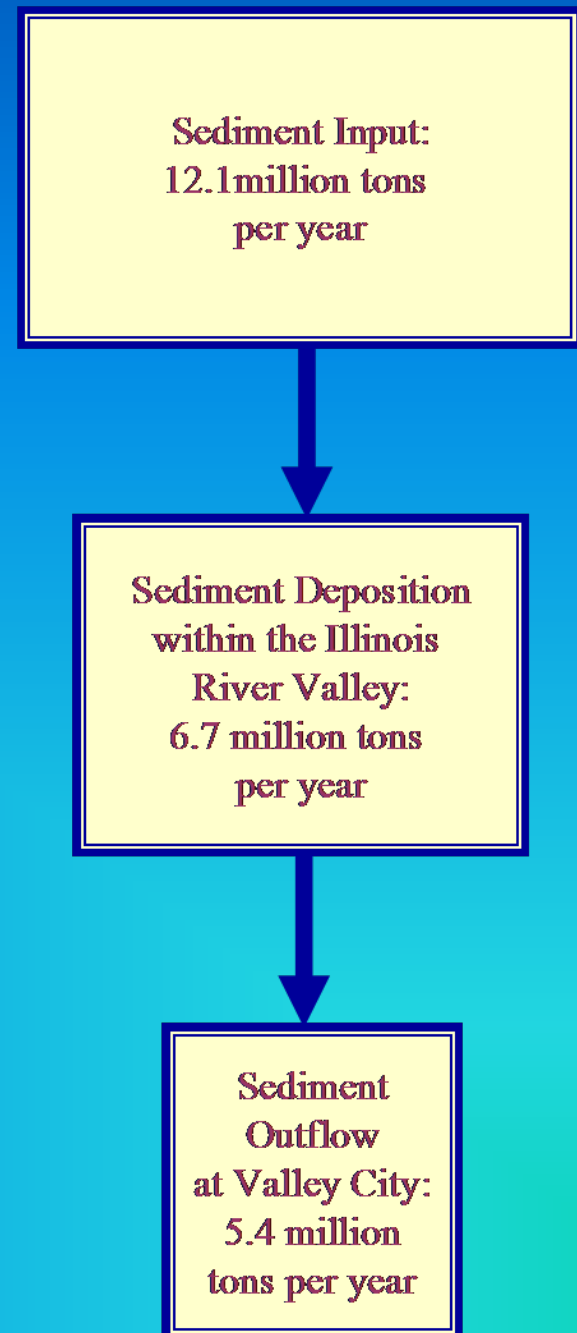 Sediment Input:
12.1million tons
per year
Sediment Deposition
within the Illinois
River Valley:
6.7 million tons
per year
Sediment
Outflow
at Valley City:
5.4 million
tons per year